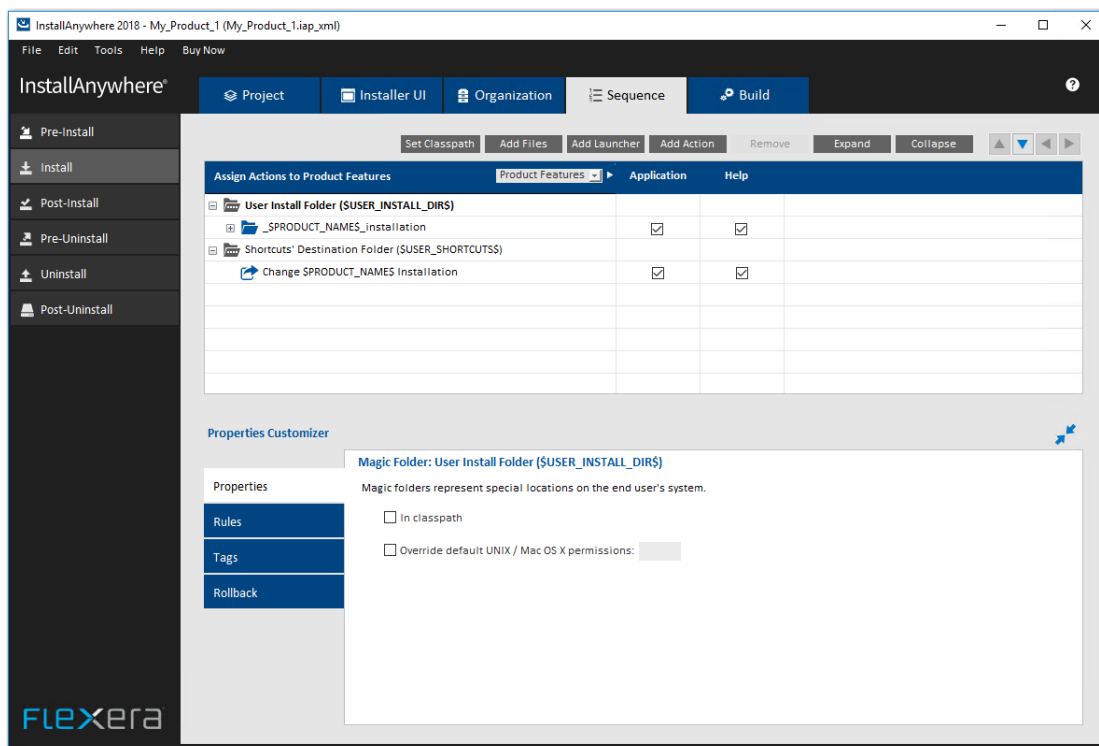 InstallAnywhere 2018 - My_Product_1 (My_Product_1.iap_xml)
File Edit Tools Help Buy Now
InstallAnywhere®
Project Installer UI Organization Sequence Build
Pre-Install
Install
Post-Install
Pre-Uninstall
Uninstall
Post-Uninstall
Set Classpath Add Files Add Launcher Add Action Remove Expand Collapse
Assign Actions to Product Features Product Features Application Help
User Install Folder ($USER_INSTALL_DIR$)
_$PRODUCT_NAME$_installation
Shortcuts' Destination Folder ($USER_SHORTCUTS$)
Change $PRODUCT_NAME$ Installation
Properties Customizer
Properties
Rules
Tags
Rollback
Magic Folder: User Install Folder ($USER_INSTALL_DIR$)
Magic folders represent special locations on the end user's system.
In classpath
Override default UNIX / Mac OS X permissions:
FLEXERA